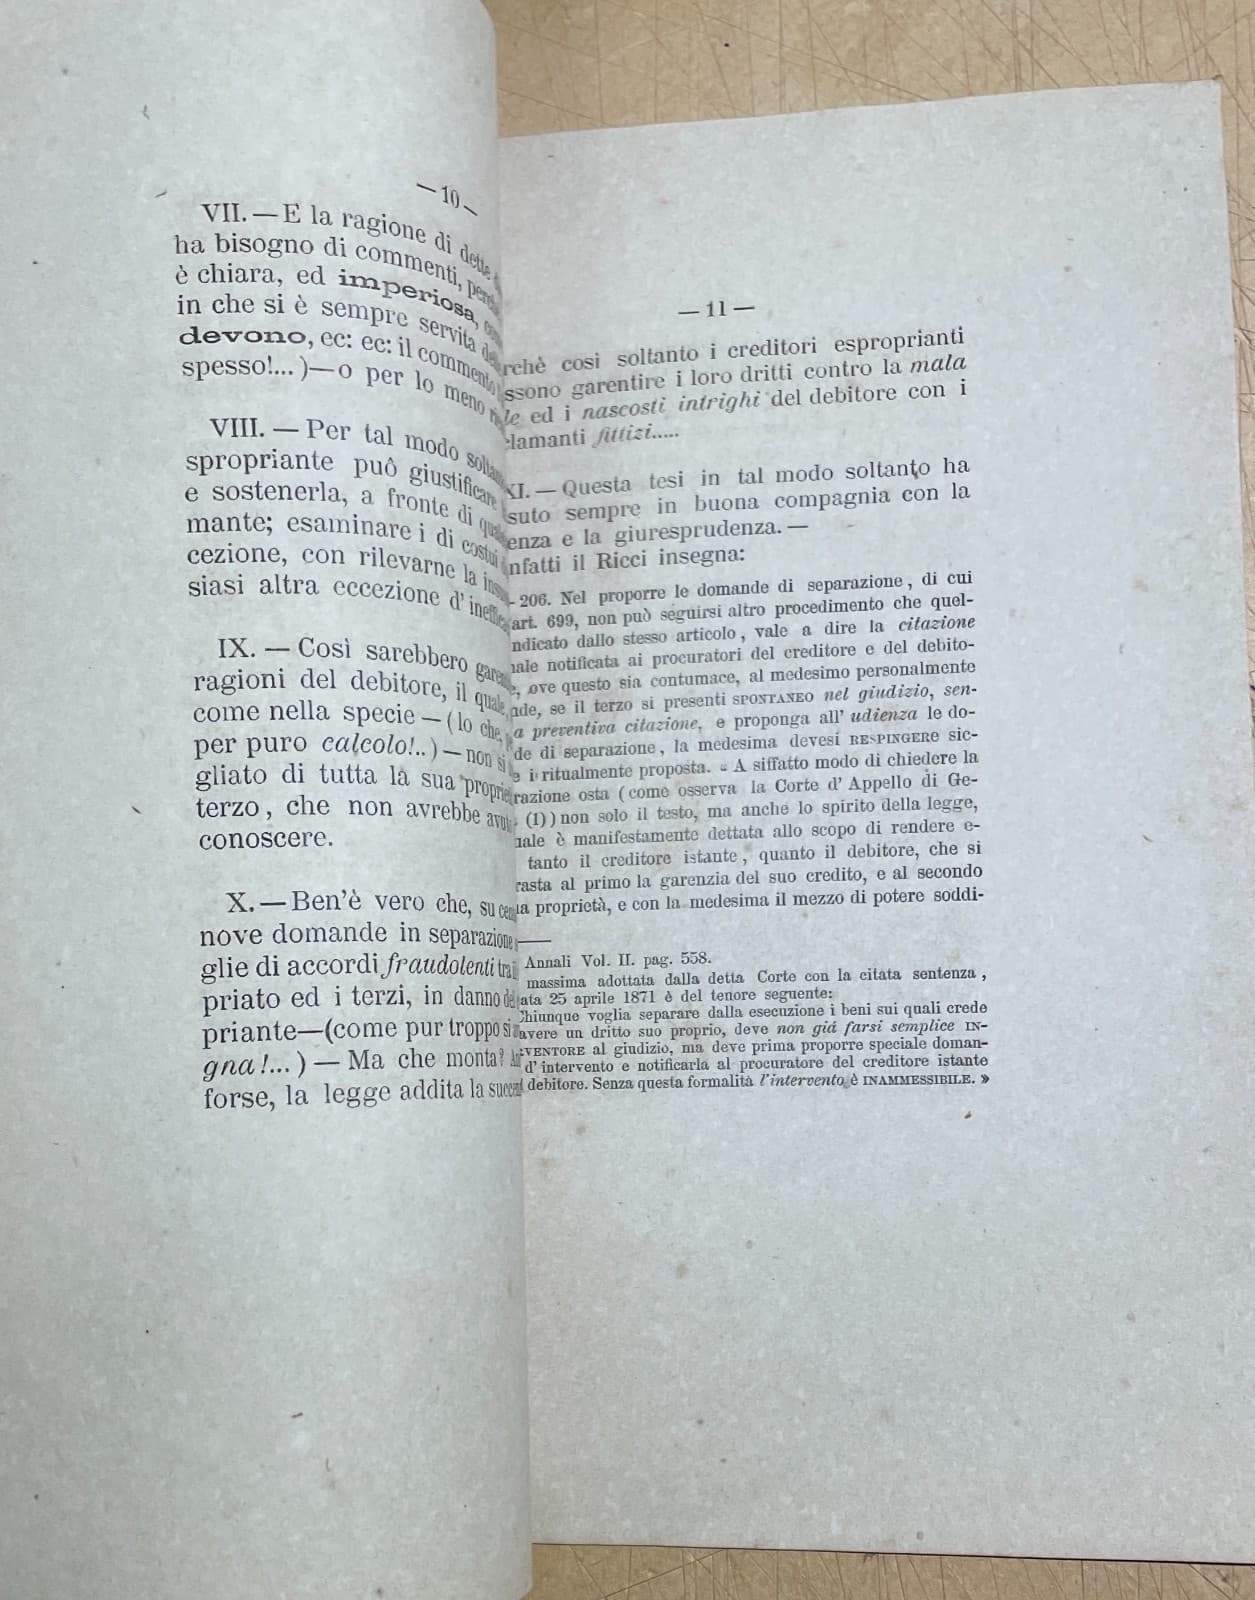 — 10 —
VII. — E la ragione di dette
ha bisogno di commenti,
è chiara, ed imperiosa,
in che si è sempre servita
devono, ec: ec: il commento
spesso!... )—o per lo meno
VIII. — Per tal modo
spropriante può giustificare
e sostenerla, a fronte di
mante; esaminare i di costui
cezione, con rilevarne la
siasi altra eccezione d'
IX. — Così sarebbero
ragioni del debitore, il quale,
come nella specie — ( lo che,
per puro calcolo!.. ) — non si
gliato di tutta la sua
terzo, che non avrebbe
conoscere.
X. — Ben'è vero che, su
nove domande in separazione
glie di accordi fraudolenti
priato ed i terzi, in danno
priante—(come pur troppo si
gna!... ) — Ma che monta?
forse, la legge addita la
— 11 —
rchè così soltanto i creditori esproprianti
ssono garentire i loro dritti contro la mala
ed i nascosti intrighi del debitore con i
lamanti fittizi.....
XI. — Questa tesi in tal modo soltanto ha
suto sempre in buona compagnia con la
enza e la giuresprudenza. —
nfatti il Ricci insegna:
- 206. Nel proporre le domande di separazione, di cui
art. 699, non può seguirsi altro procedimento che quel-
ndicato dallo stesso articolo, vale a dire la citazione
ale notificata ai procuratori del creditore e del debito-
, ove questo sia contumace, al medesimo personalmente
nde, se il terzo si presenti SPONTANEO nel giudizio, sen-
a preventiva citazione, e proponga all' udienza le do-
de di separazione, la medesima devesi RESPINGERE sic-
e irritualmente proposta. « A siffatto modo di chiedere la
razione osta ( come osserva la Corte d' Appello di Ge-
(1) ) non solo il testo, ma anche lo spirito della legge,
uale è manifestamente dettata allo scopo di rendere e-
tanto il creditore istante, quanto il debitore, che si
rasta al primo la garenzia del suo credito, e al secondo
ua proprietà, e con la medesima il mezzo di potere soddi-
Annali Vol. II. pag. 558.
massima adottata dalla detta Corte con la citata sentenza,
ata 25 aprile 1871 è del tenore seguente:
Chiunque voglia separare dalla esecuzione i beni sui quali crede
avere un dritto suo proprio, deve non già farsi semplice IN-
VENTORE al giudizio, ma deve prima proporre speciale doman-
d' intervento e notificarla al procuratore del creditore istante
debitore. Senza questa formalità l'intervento è INAMMESSIBILE. »